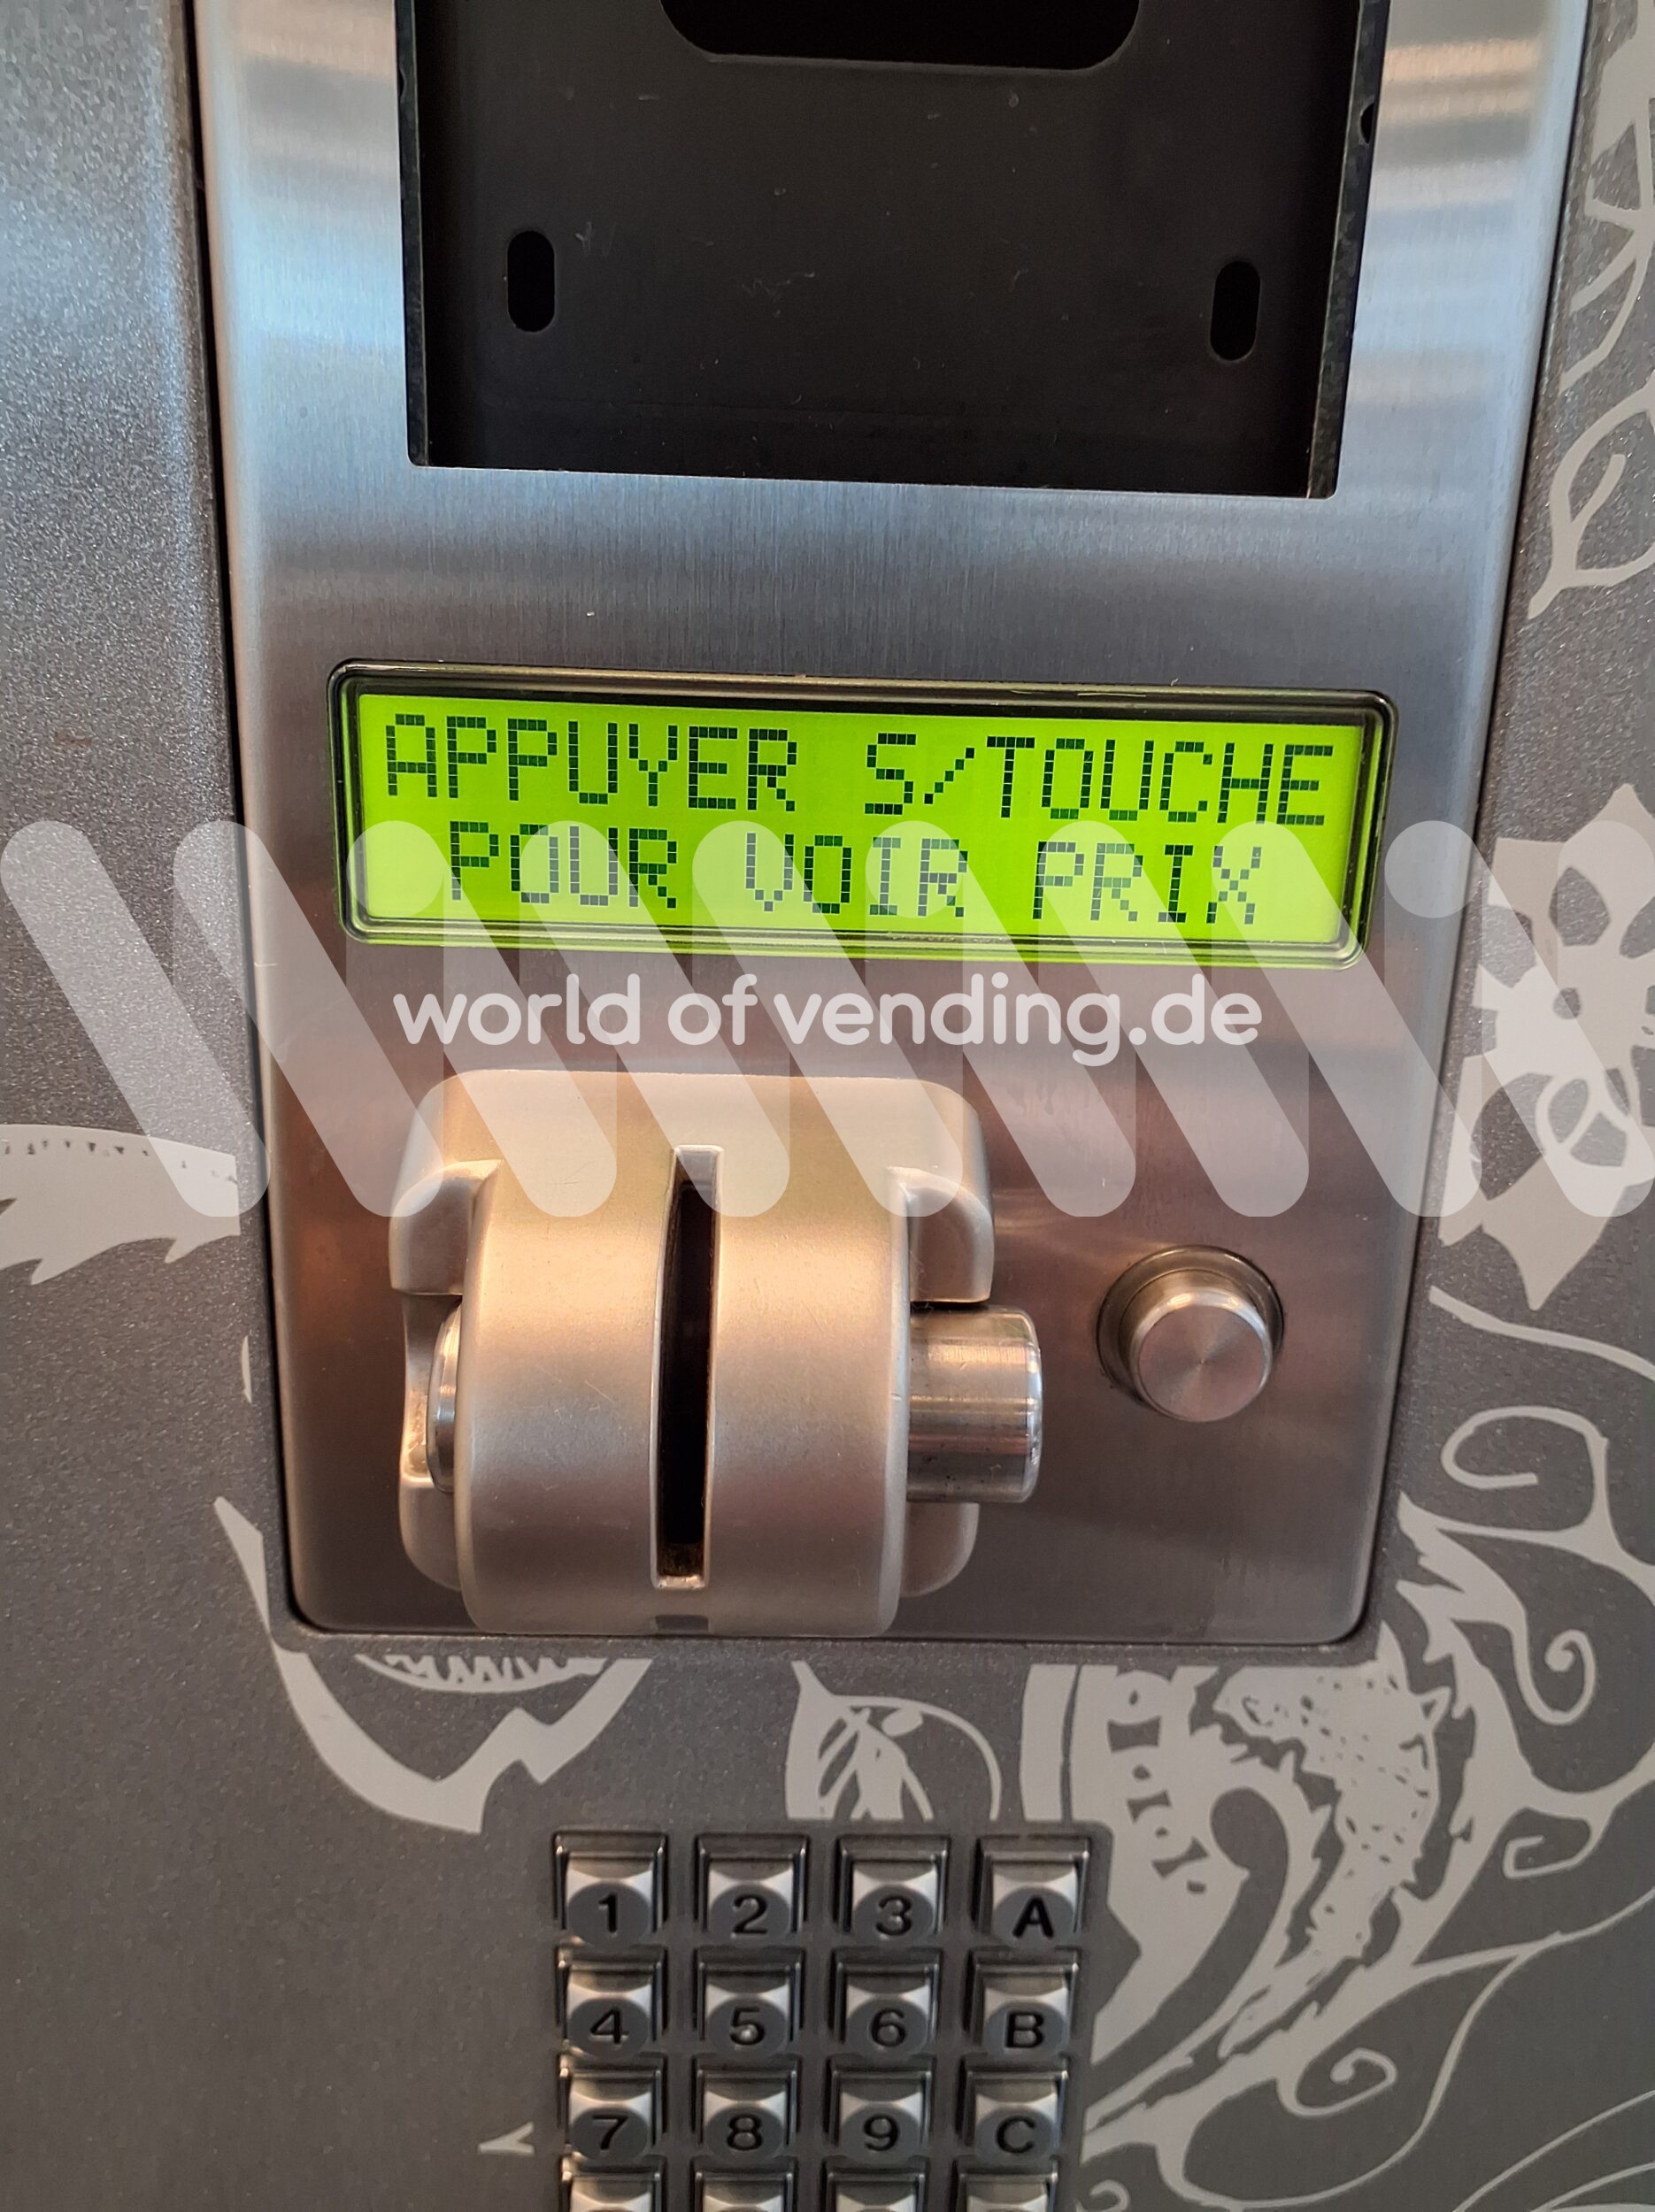 APPUYER S/TOUCHE
POUR VOIR PRIX
world of vending.de
1 2 3 A
4 5 6 B
7 8 9 C